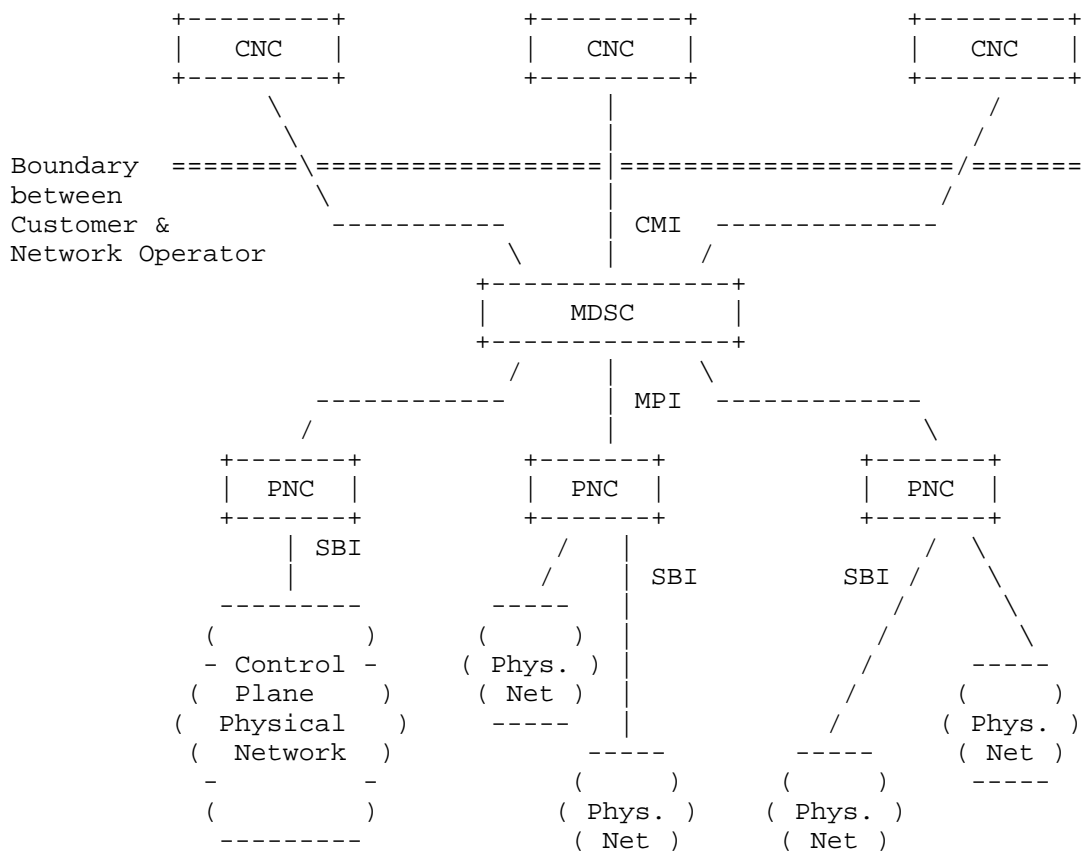 CNC CNC CNC
Boundary
between
Customer & CMI
Network Operator
MDSC
MPI
PNC PNC PNC
SBI
SBI SBI
Control Phys.
Plane Net Phys.
Physical Net
Network
Phys. Phys.
Net Net